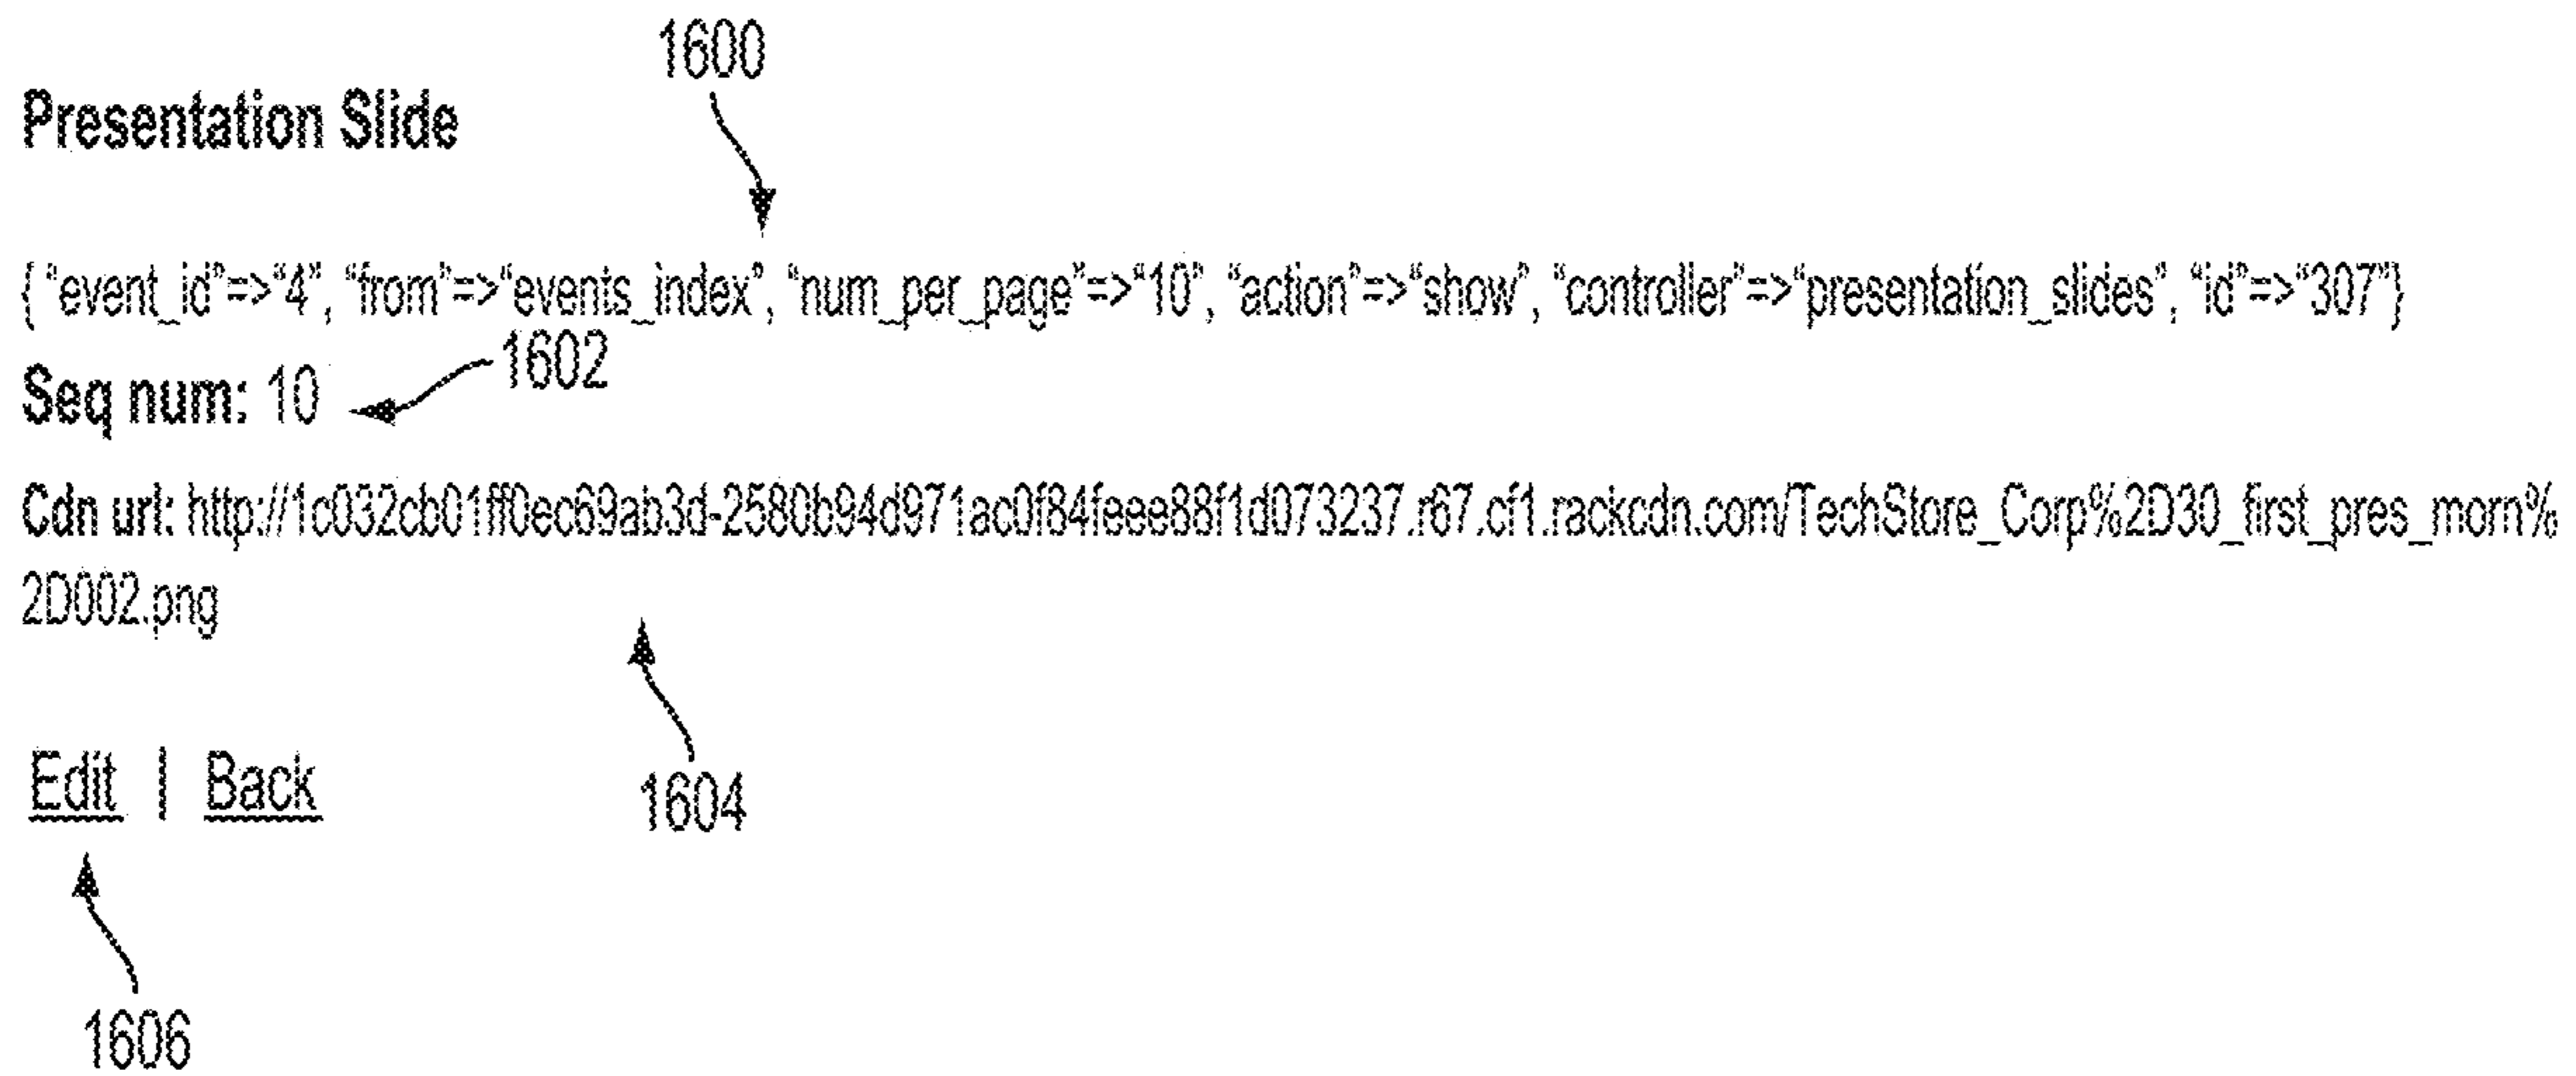 1600
Presentation Slide
{ “event_id”=>“4”, “from”=>“events_index”, “num_per_page”=>“10”, “action”=>“show”, “controller”=>“presentation_slides”, “id”=>“307”}
1602
Seq num: 10
Cdn url: http://1c032cb01ff0ec69ab3d-2580b94d971ac0f84feee88f1d073237.r67.cf1.rackcdn.com/TechStore_Corp%2D30_first_pres_morn%
2D002.png
Edit | Back
1604
1606